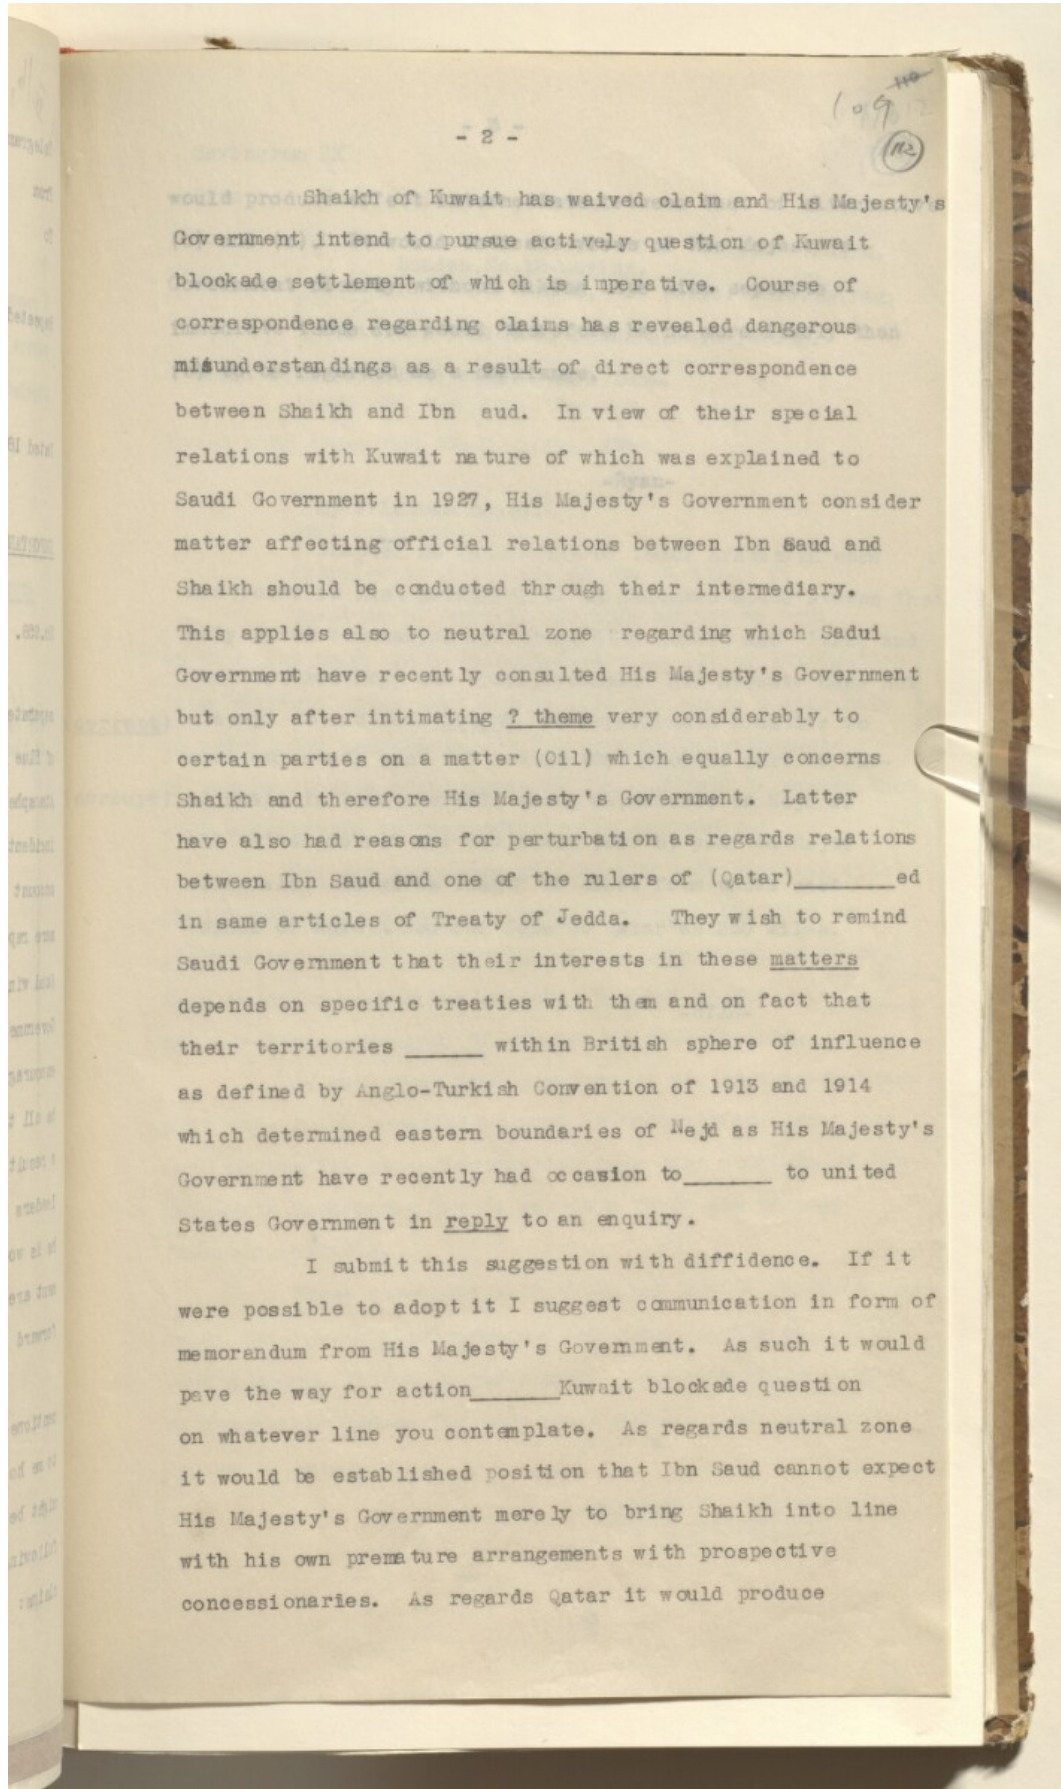 110
109
112
- 2 -
Shaikh of Kuwait has waived claim and His Majesty's
Government intend to pursue actively question of Kuwait
blockade settlement of which is imperative. Course of
correspondence regarding claims has revealed dangerous
misunderstandings as a result of direct correspondence
between Shaikh and Ibn aud. In view of their special
relations with Kuwait nature of which was explained to
Saudi Government in 1927, His Majesty's Government consider
matter affecting official relations between Ibn Saud and
Shaikh should be conducted through their intermediary.
This applies also to neutral zone regarding which Sadui
Government have recently consulted His Majesty's Government
but only after intimating ? theme very considerably to
certain parties on a matter (Oil) which equally concerns
Shaikh and therefore His Majesty's Government. Latter
have also had reasons for perturbation as regards relations
between Ibn Saud and one of the rulers of (Qatar)________ed
in same articles of Treaty of Jedda. They wish to remind
Saudi Government that their interests in these matters
depends on specific treaties with them and on fact that
their territories ______ within British sphere of influence
as defined by Anglo-Turkish Convention of 1913 and 1914
which determined eastern boundaries of Nejd as His Majesty's
Government have recently had occasion to_______ to united
States Government in reply to an enquiry.
I submit this suggestion with diffidence. If it
were possible to adopt it I suggest communication in form of
memorandum from His Majesty's Government. As such it would
pave the way for action_______Kuwait blockade question
on whatever line you contemplate. As regards neutral zone
it would be established position that Ibn Saud cannot expect
His Majesty's Government merely to bring Shaikh into line
with his own premature arrangements with prospective
concessionaries. As regards Qatar it would produce